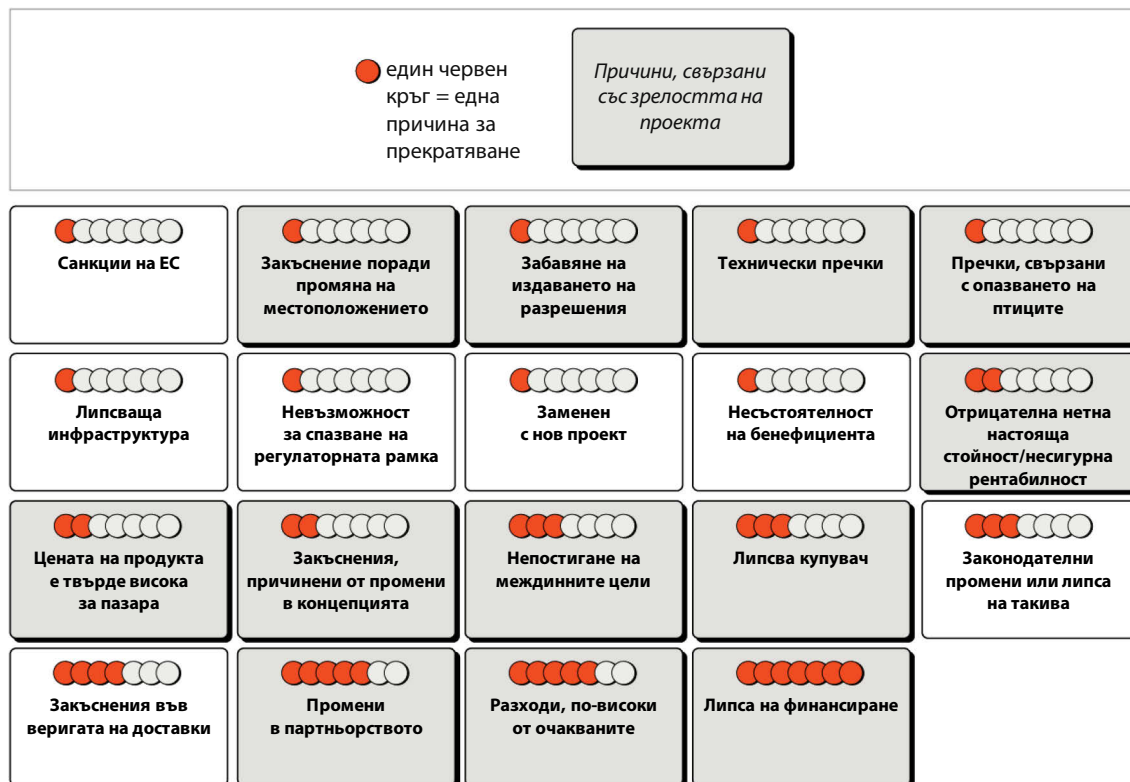 един червен
кръг = една
причина за
прекратяване
Причини, свързани
със зрелостта на
проекта
Санкции на ЕС
Закъснение поради
промяна на
местоположението
Забавяне на
издаването на
разрешения
Технически пречки
Пречки, свързани
с опазването на
птиците
Липсваща
инфраструктура
Невъзможност
за спазване на
регулаторната рамка
Заменен
с нов проект
Несъстоятелност
на бенефициента
Отрицателна нетна
настояща
стойност/несигурна
рентабилност
Цената на продукта
е твърде висока
за пазара
Закъснения,
причинени от промени
в концепцията
Непостигане на
междинните цели
Липсва купувач
Законодателни
промени или липса
на такива
Закъснения във
веригата на доставки
Промени
в партньорството
Разходи, по-високи
от очакваните
Липса на финансиране